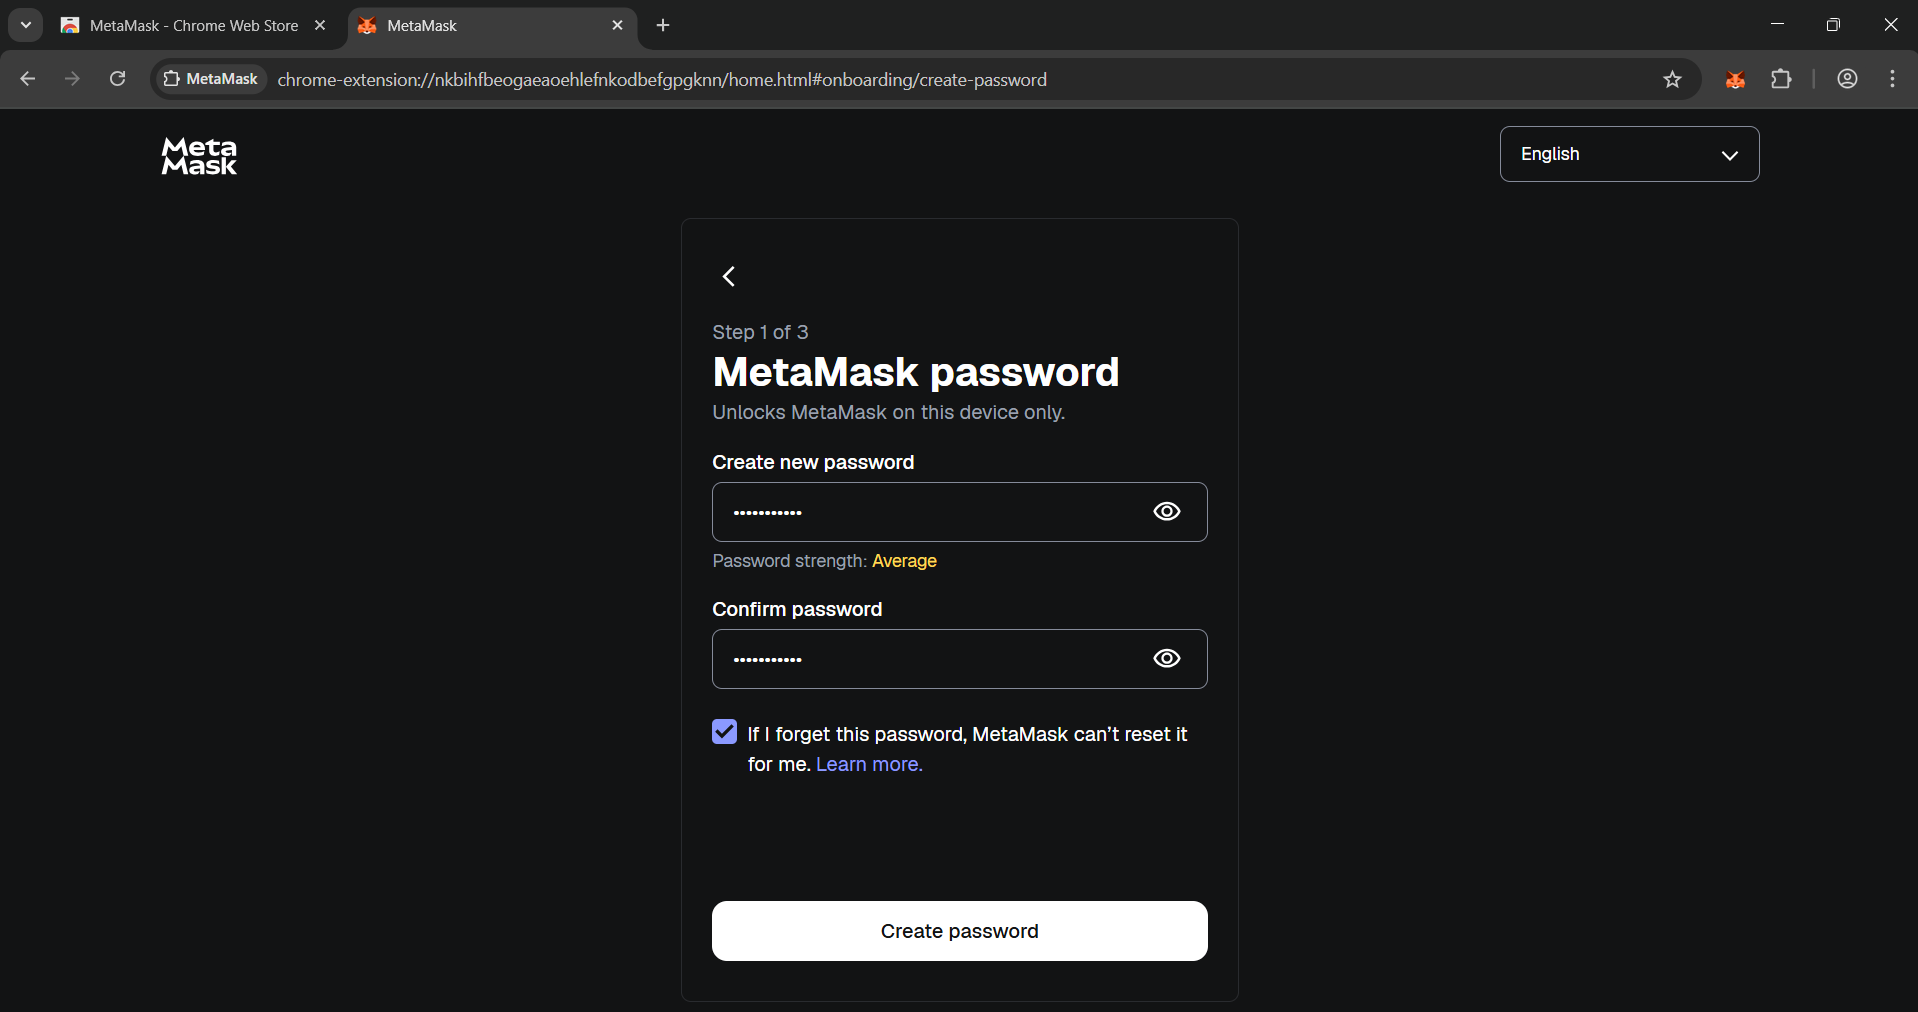 MetaMask - Chrome Web Store
MetaMask
MetaMask
chrome-extension://nkbihfbeogaeaoehlefnkodbefgpgknn/home.html#onboarding/create-password
Meta
Mask
English
Step 1 of 3
MetaMask password
Unlocks MetaMask on this device only.
Create new password
•••••••••••
Password strength: Average
Confirm password
•••••••••••
If I forget this password, MetaMask can’t reset it
for me. Learn more.
Create password